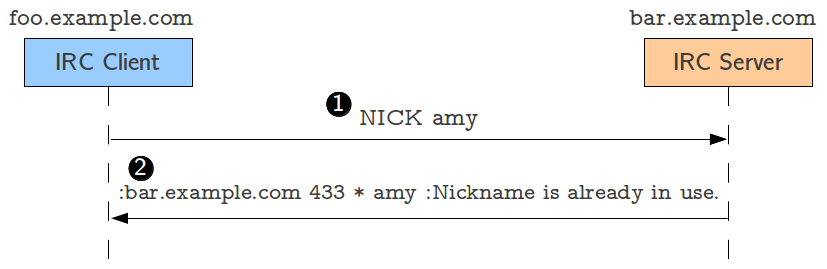 foo.example.com
bar.example.com
IRC Client
IRC Server
1
NICK amy
2
:bar.example.com 433 * amy :Nickname is already in use.